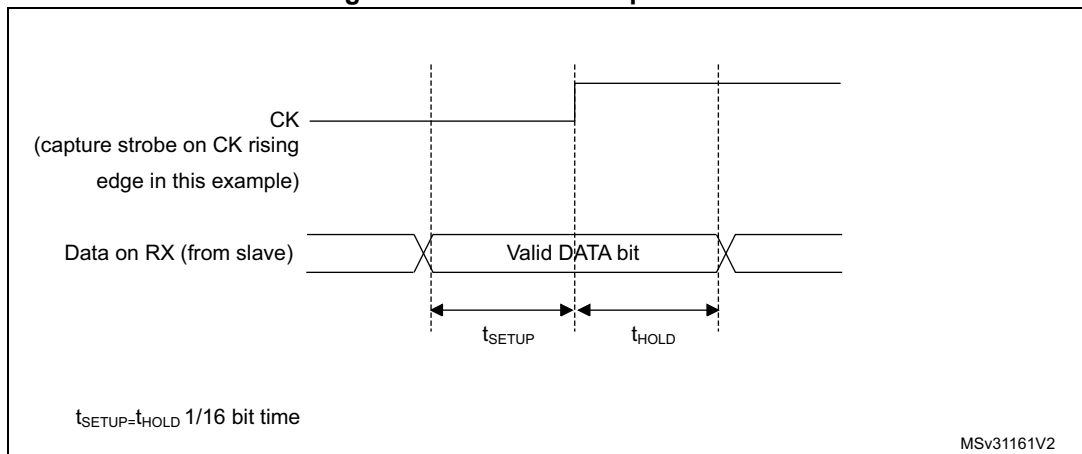 CK
(capture strobe on CK rising
edge in this example)
Data on RX (from slave)
Valid DATA bit
tSETUP
tHOLD
tSETUP=tHOLD 1/16 bit time
MSv31161V2